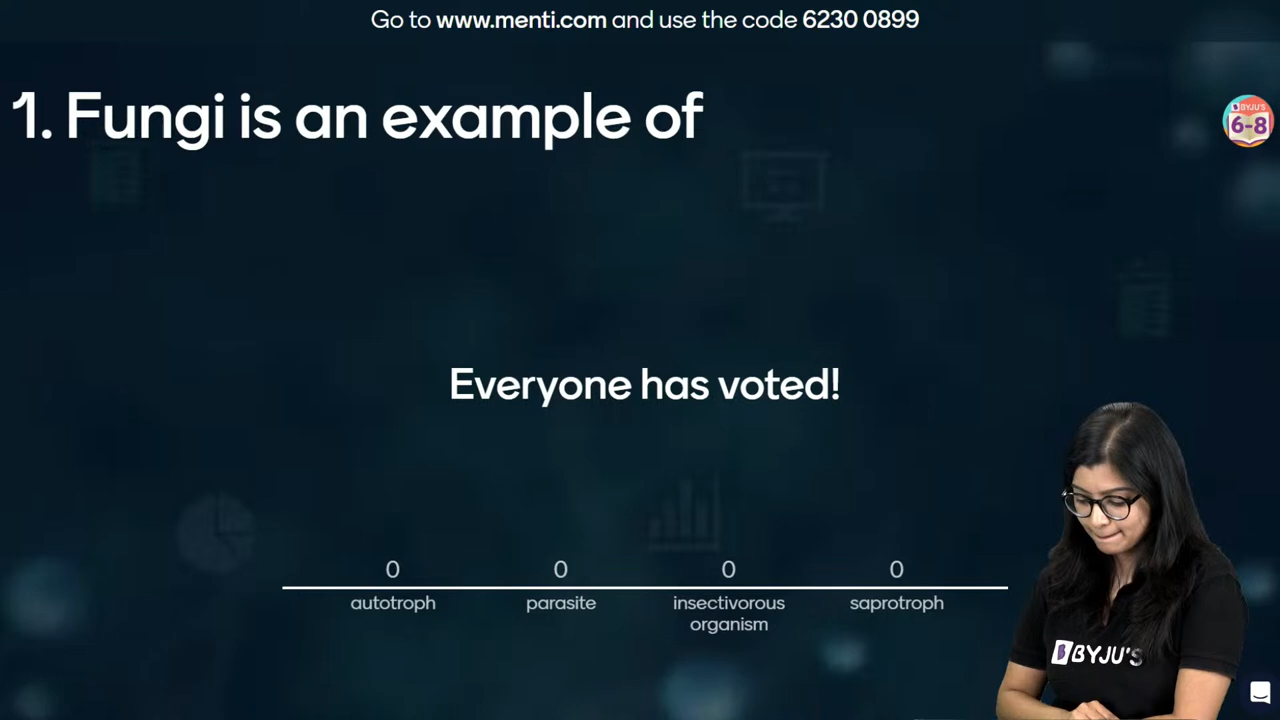 Go to www.menti.com and use the code 6230 0899
1. Fungi is an example of
BYJU'S
6-8
Everyone has voted!
0 0 0 0
autotroph parasite insectivorous saprotroph
organism
BYJU'S